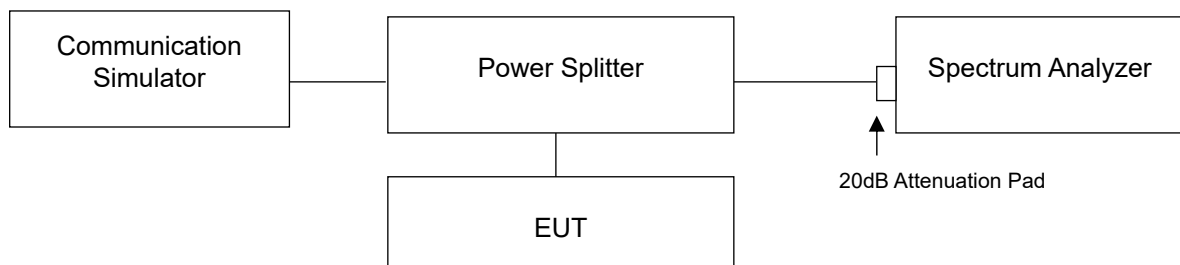 Communication
Simulator
Power Splitter
Spectrum Analyzer
20dB Attenuation Pad
EUT